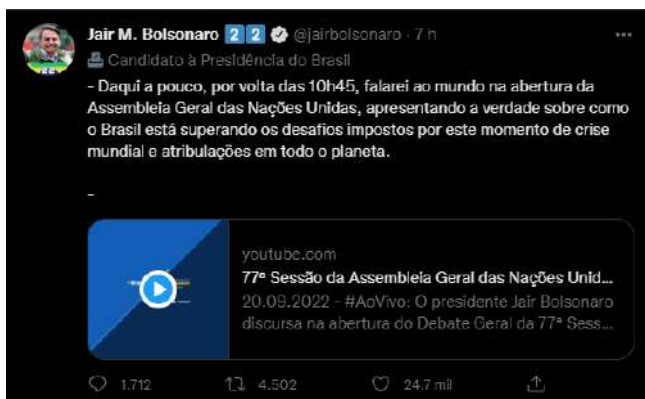 Jair M. Bolsonaro 2 2 @jairbolsonaro · 7 h
Candidato à Presidência do Brasil
- Daqui a pouco, por volta das 10h45, falarei ao mundo na abertura da
Assembleia Geral das Nações Unidas, apresentando a verdade sobre como
o Brasil está superando os desafios impostos por este momento de crise
mundial e atribulações em todo o planeta.
-
youtube.com
77ª Sessão da Assembleia Geral das Nações Unid...
20.09.2022 - #AoVivo: O presidente Jair Bolsonaro
discursa na abertura do Debate Geral da 77ª Sess...
1.712 4.502 24,7 mil